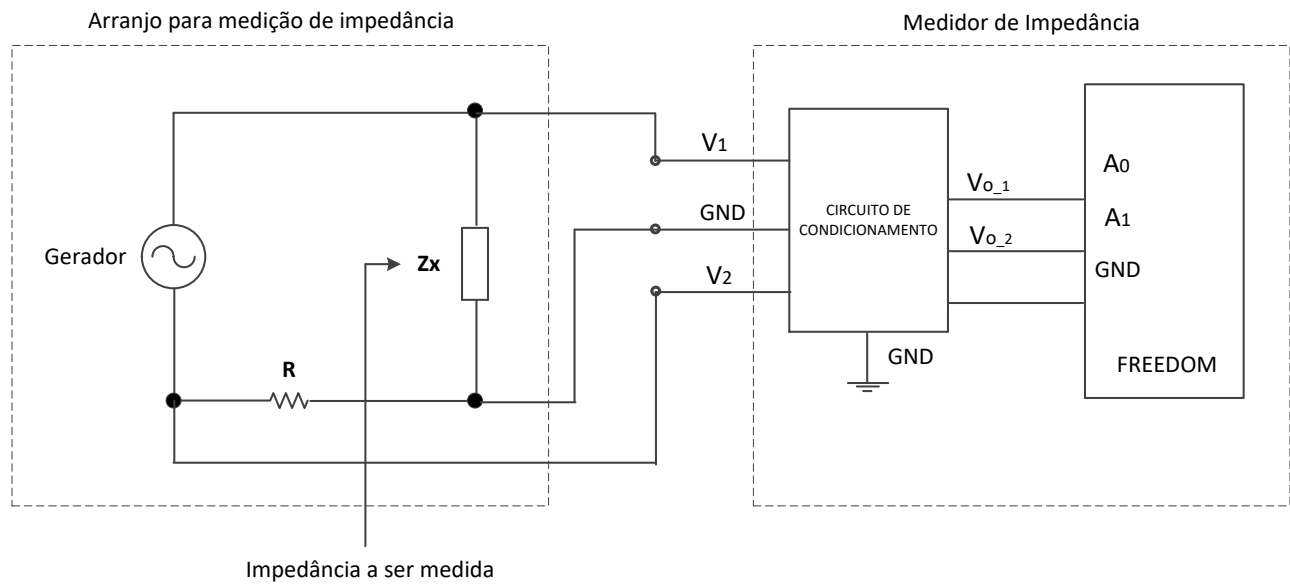 Arranjo para medição de impedância
Medidor de Impedância
Gerador
Zx
R
Impedância a ser medida
V1
GND
V2
CIRCUITO DE
CONDICIONAMENTO
GND
Vo_1
Vo_2
A0
A1
GND
FREEDOM